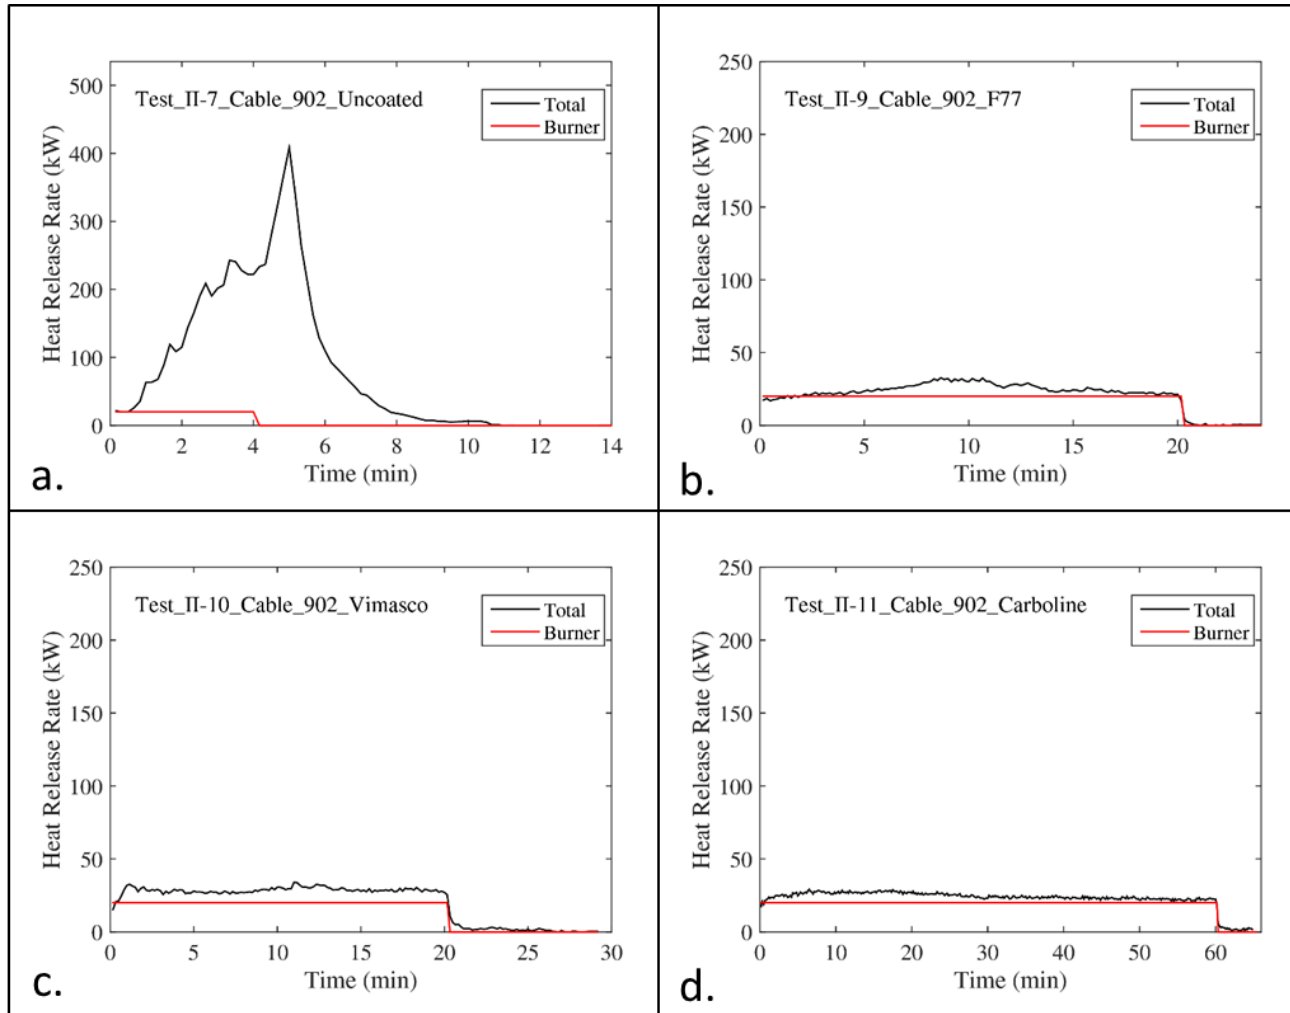 Test_II-7_Cable_902_Uncoated
Total
Burner
500
400
300
200
100
0
Heat Release Rate (kW)
0 2 4 6 8 10 12 14
Time (min)
a.
Test_II-9_Cable_902_F77
Total
Burner
250
200
150
100
50
0
Heat Release Rate (kW)
0 5 10 15 20
Time (min)
b.
Test_II-10_Cable_902_Vimasco
Total
Burner
250
200
150
100
50
0
Heat Release Rate (kW)
0 5 10 15 20 25 30
Time (min)
c.
Test_II-11_Cable_902_Carboline
Total
Burner
250
200
150
100
50
0
Heat Release Rate (kW)
0 10 20 30 40 50 60
Time (min)
d.